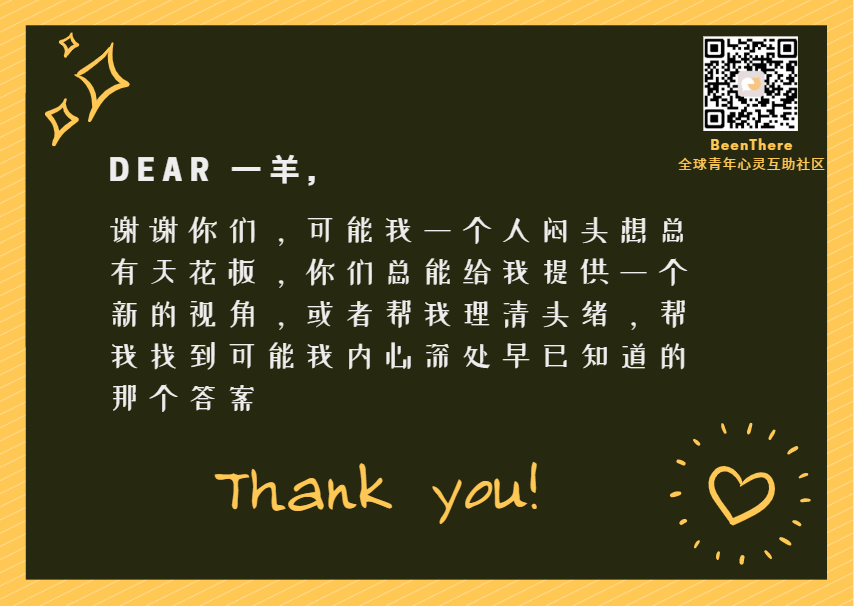 BeenThere
全球青年心灵互助社区
DEAR 一羊,
谢谢你们，可能我一个人闷头想总
有天花板，你们总能给我提供一个
新的视角，或者帮我理清头绪，帮
我找到可能我内心深处早已知道的
那个答案
Thank you!